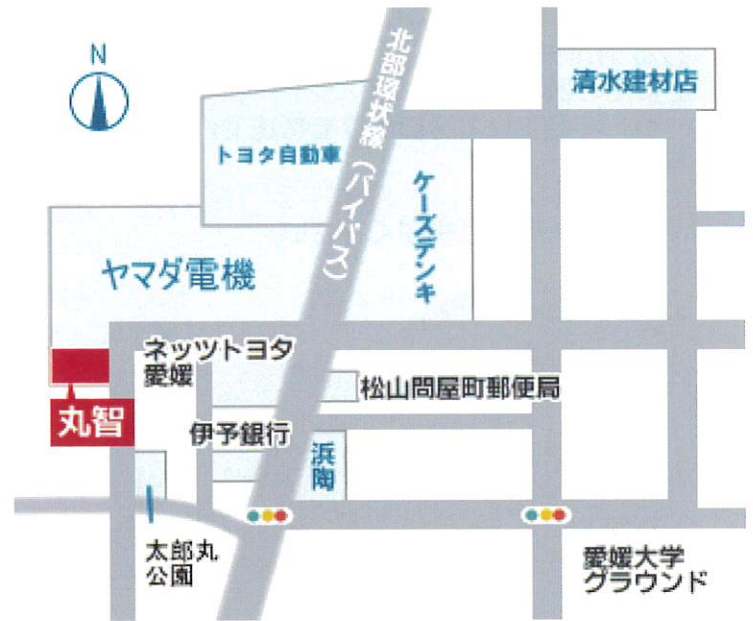 N
北部環状線（バイパス）
清水建材店
トヨタ自動車
ケーズデンキ
ヤマダ電機
ネッツトヨタ
愛媛
松山問屋町郵便局
丸智
伊予銀行
浜陶
太郎丸
公園
愛媛大学
グラウンド